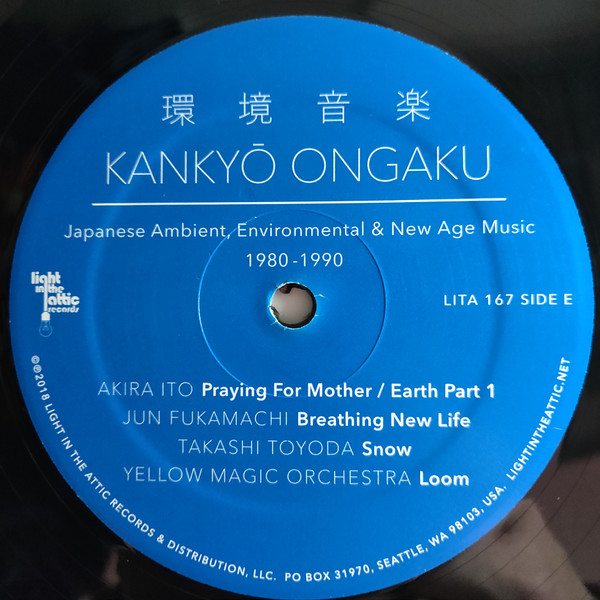 環境音楽
KANKYŌ ONGAKU
Japanese Ambient, Environmental & New Age Music
1980-1990
light
in the
attic
records
LITA 167 SIDE E
AKIRA ITO Praying For Mother / Earth Part 1
JUN FUKAMACHI Breathing New Life
TAKASHI TOYODA Snow
YELLOW MAGIC ORCHESTRA Loom
©℗2018 LIGHT IN THE ATTIC RECORDS & DISTRIBUTION, LLC. PO BOX 31970, SEATTLE, WA 98103, USA. LIGHTINTHEATTIC.NET